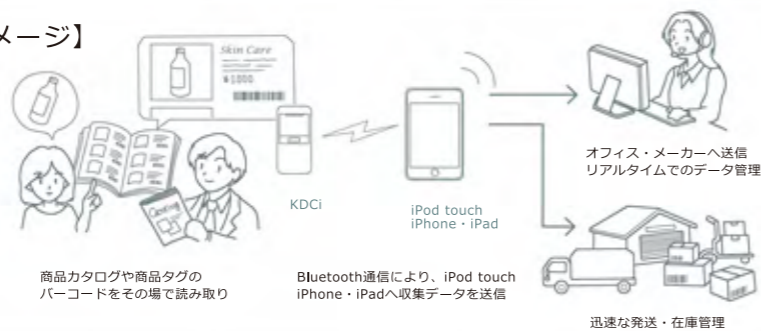 メージ】
Skin Care
$1000
Catalog
KDCi
iPod touch
iPhone・iPad
オフィス・メーカーへ送信
リアルタイムでのデータ管理
商品カタログや商品タグの
バーコードをその場で読み取り
Bluetooth通信により、iPod touch
iPhone・iPadへ収集データを送信
迅速な発送・在庫管理